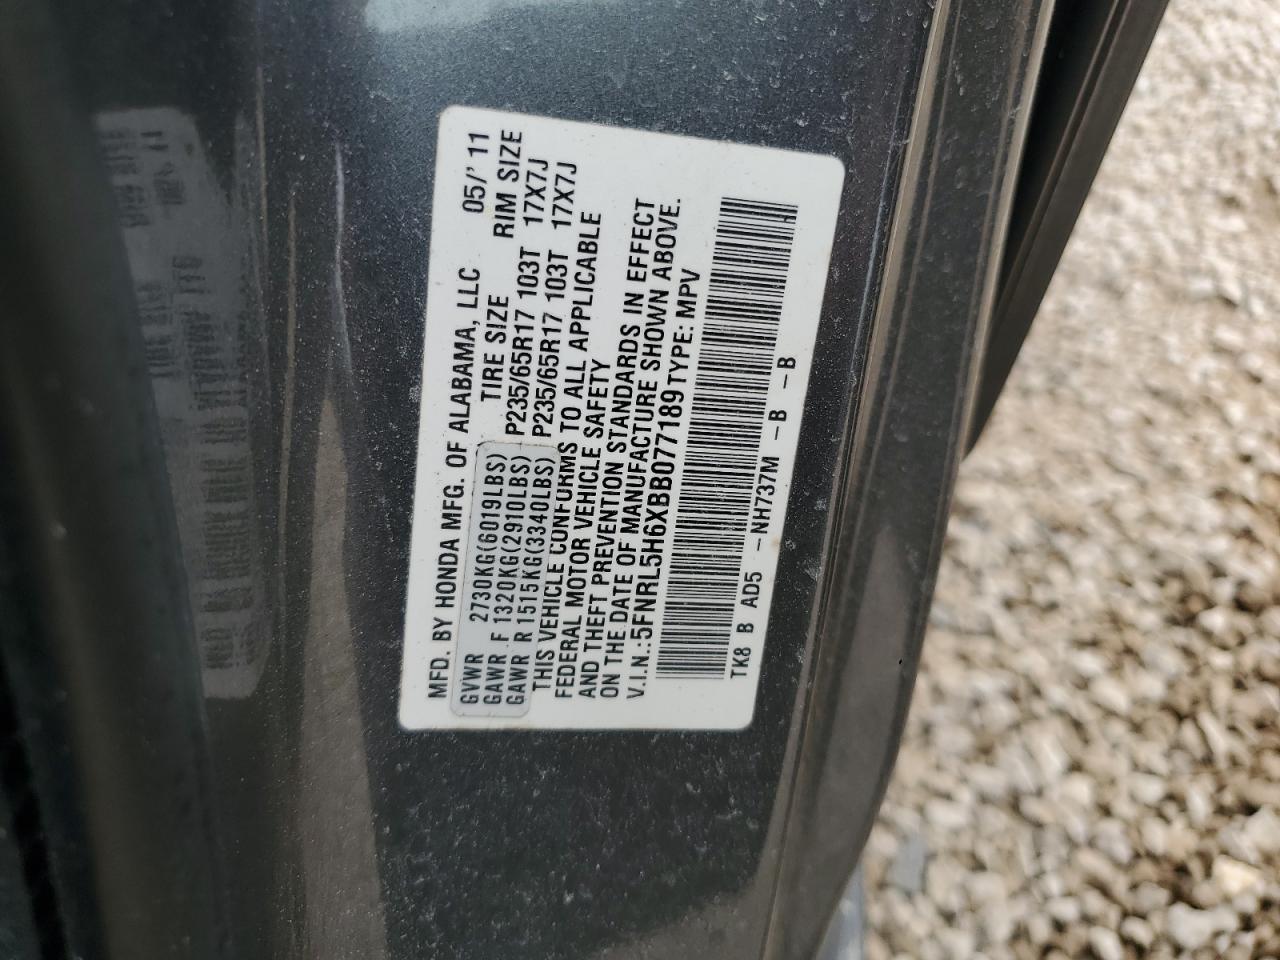 MFD. BY HONDA MFG. OF ALABAMA, LLC 05/'11
GVWR 2730KG(6019LBS) TIRE SIZE RIM SIZE
GAWR F 1320KG(2910LBS) P235/65R17 103T 17X7J
GAWR R 1515KG(3340LBS) P235/65R17 103T 17X7J
THIS VEHICLE CONFORMS TO ALL APPLICABLE
FEDERAL MOTOR VEHICLE SAFETY
AND THEFT PREVENTION STANDARDS IN EFFECT
ON THE DATE OF MANUFACTURE SHOWN ABOVE.
V.I.N.:5FNRL5H6XBB077189 TYPE: MPV
TK8 B AD5 -NH737M -B -B